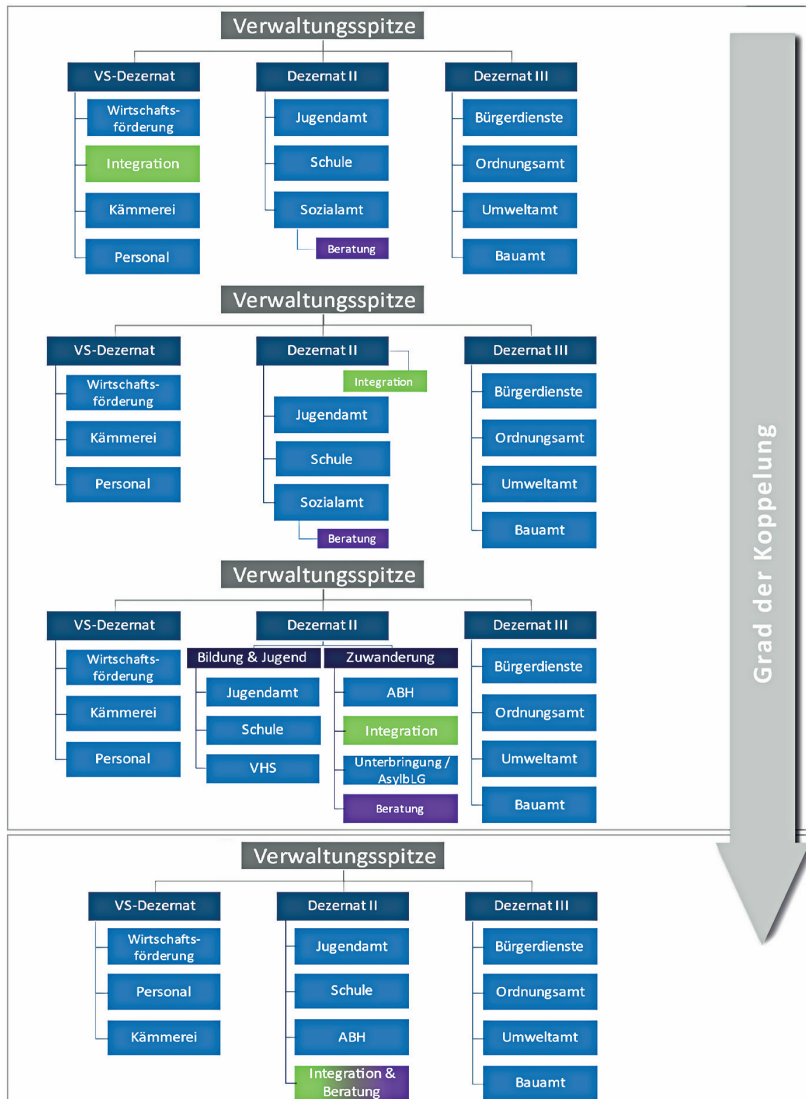 Verwaltungsspitze
VS-Dezernat
Wirtschafts-
förderung
Integration
Kämmerei
Personal
Dezernat II
Jugendamt
Schule
Sozialamt
Beratung
Dezernat III
Bürgerdienste
Ordnungsamt
Umweltamt
Bauamt
Verwaltungsspitze
VS-Dezernat
Wirtschafts-
förderung
Kämmerei
Personal
Dezernat II
Integration
Jugendamt
Schule
Sozialamt
Beratung
Dezernat III
Bürgerdienste
Ordnungsamt
Umweltamt
Bauamt
Verwaltungsspitze
VS-Dezernat
Wirtschafts-
förderung
Kämmerei
Personal
Dezernat II
Bildung & Jugend
Jugendamt
Schule
VHS
Zuwanderung
ABH
Integration
Unterbringung /
AsylbLG
Beratung
Dezernat III
Bürgerdienste
Ordnungsamt
Umweltamt
Bauamt
Verwaltungsspitze
VS-Dezernat
Wirtschafts-
förderung
Personal
Kämmerei
Dezernat II
Jugendamt
Schule
ABH
Integration &
Beratung
Dezernat III
Bürgerdienste
Ordnungsamt
Umweltamt
Bauamt
Grad der Koppelung